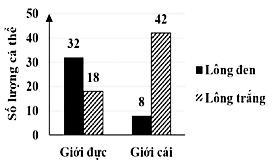 Số lượng cá thể
50
40
30
20
10
0
32
18
8
42
Giới đực
Giới cái
Lông đen
Lông trắng